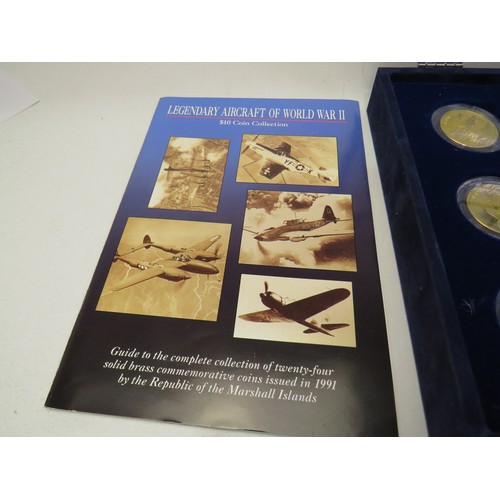 LEGENDARY AIRCRAFT OF WORLD WAR II
$10 Coin Collection
Guide to the complete collection of twenty-four
solid brass commemorative coins issued in 1991
by the Republic of the Marshall Islands